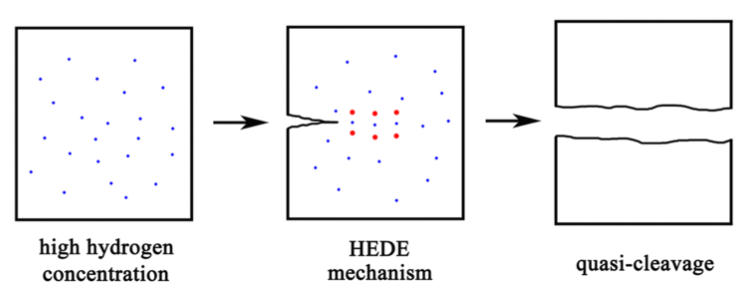 high hydrogen
concentration
HEDE
mechanism
quasi-cleavage